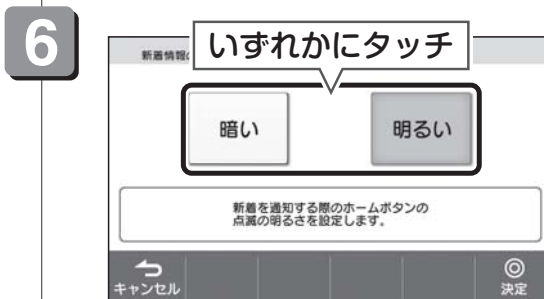 6
いずれかにタッチ
新着情報
暗い
明るい
新着を通知する際のホームボタンの
点滅の明るさを設定します。
キャンセル
決定